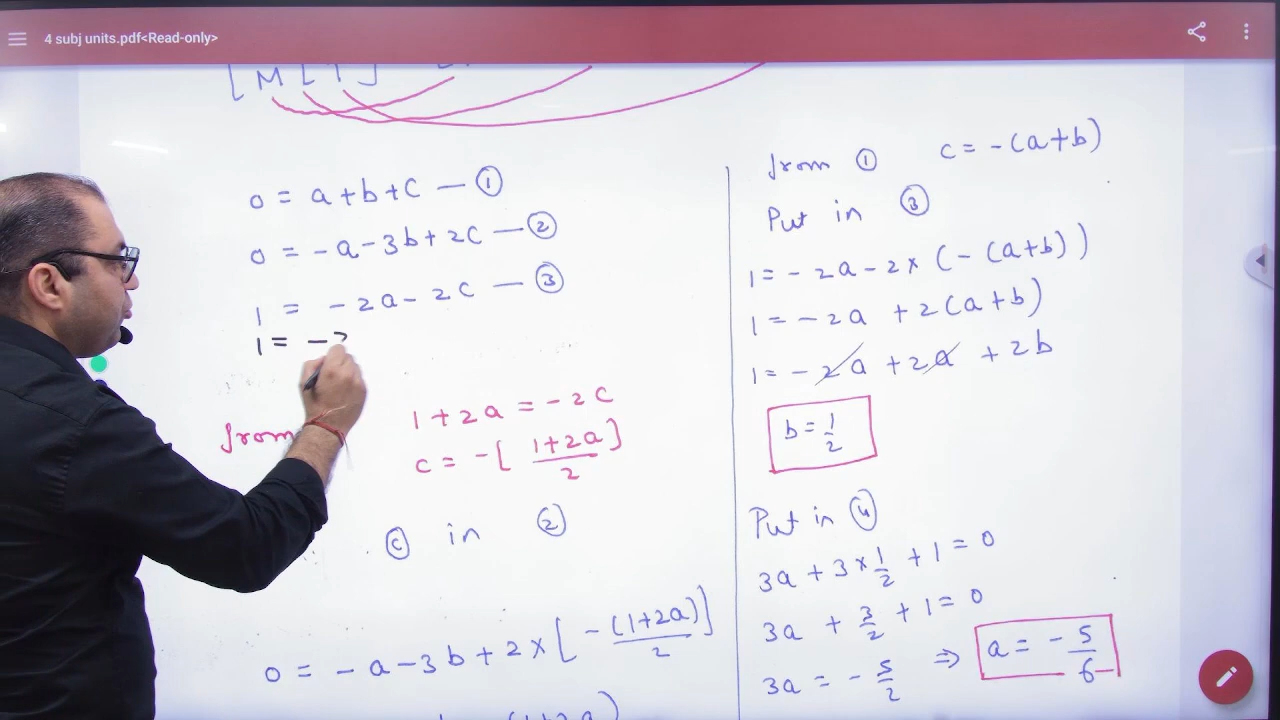 4 subj units.pdf<Read-only>
[M L T]
0 = a+b+c — ①
0 = -a-3b+2c — ②
1 = -2a-2c — ③
1 = -2
from
1+2a = -2c
c = -[ (1+2a)/2 ]
ⓒ in ②
0 = -a-3b+2×[ -(1+2a)/2 ]
(1+2a)
from ① c = -(a+b)
Put in ③
1 = -2a-2×(-(a+b))
1 = -2a +2(a+b)
1 = -2a +2a +2b
b = 1/2
Put in ④
3a + 3×1/2 + 1 = 0
3a + 3/2 + 1 = 0
3a = -5/2 ⇒ a = -5/6